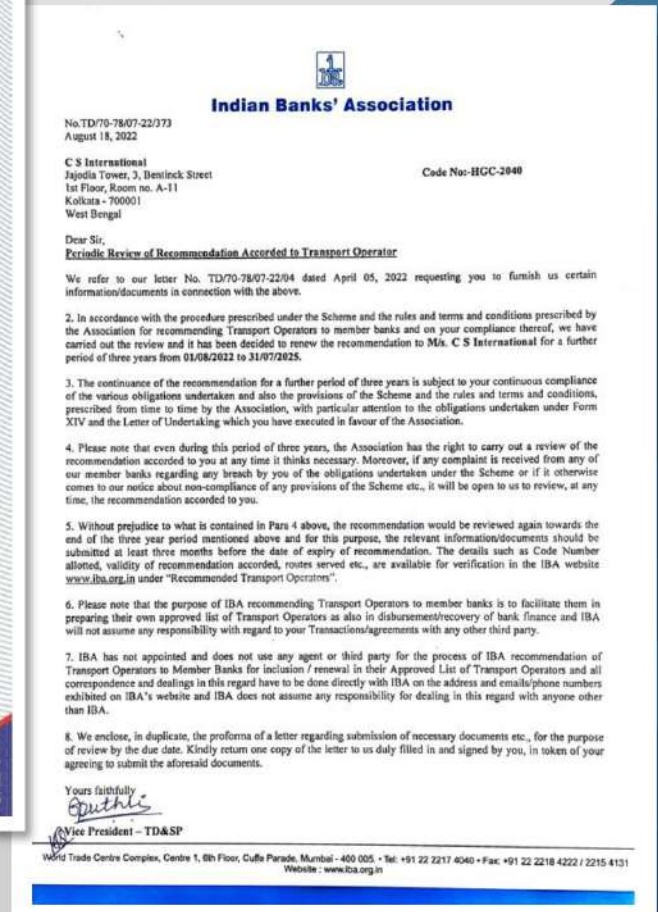 Indian Banks' Association
No.TD/70-78/07-22/373
August 18, 2022
C S International
Jajodia Tower, 3, Bentinck Street
1st Floor, Room no. A-11
Kolkata - 700001
West Bengal
Code No:-HGC-2040
Dear Sir,
Periodic Review of Recommendation Accorded to Transport Operator
We refer to our letter No. TD/70-78/07-22/04 dated April 05, 2022 requesting you to furnish us certain
information/documents in connection with the above.
2. In accordance with the procedure prescribed under the Scheme and the rules and terms and conditions prescribed by
the Association for recommending Transport Operators to member banks and on your compliance thereof, we have
carried out the review and it has been decided to renew the recommendation to M/s. C S International for a further
period of three years from 01/08/2022 to 31/07/2025.
3. The continuance of the recommendation for a further period of three years is subject to your continuous compliance
of the various obligations undertaken and also the provisions of the Scheme and the rules and terms and conditions,
prescribed from time to time by the Association, with particular attention to the obligations undertaken under Form
XIV and the Letter of Undertaking which you have executed in favour of the Association.
4. Please note that even during this period of three years, the Association has the right to carry out a review of the
recommendation accorded to you at any time it thinks necessary. Moreover, if any complaint is received from any of
our member banks regarding any breach by you of the obligations undertaken under the Scheme or if it otherwise
comes to our notice about non-compliance of any provisions of the Scheme etc., it will be open to us to review, at any
time, the recommendation accorded to you.
5. Without prejudice to what is contained in Para 4 above, the recommendation would be reviewed again towards the
end of the three year period mentioned above and for this purpose, the relevant information/documents should be
submitted at least three months before the date of expiry of recommendation. The details such as Code Number
allotted, validity of recommendation accorded, routes served etc., are available for verification in the IBA website
www.iba.org.in under "Recommended Transport Operators".
6. Please note that the purpose of IBA recommending Transport Operators to member banks is to facilitate them in
preparing their own approved list of Transport Operators as also in disbursement/recovery of bank finance and IBA
will not assume any responsibility with regard to your Transactions/agreements with any other third party.
7. IBA has not appointed and does not use any agent or third party for the process of IBA recommendation of
Transport Operators to Member Banks for inclusion / renewal in their Approved List of Transport Operators and all
correspondence and dealings in this regard have to be done directly with IBA on the address and emails/phone numbers
exhibited on IBA's website and IBA does not assume any responsibility for dealing in this regard with anyone other
than IBA.
8. We enclose, in duplicate, the proforma of a letter regarding submission of necessary documents etc., for the purpose
of review by the due date. Kindly return one copy of the letter to us duly filled in and signed by you, in token of your
agreeing to submit the aforesaid documents.
Yours faithfully
Vice President – TD&SP
World Trade Centre Complex, Centre 1, 6th Floor, Cuffe Parade, Mumbai - 400 005. • Tel: +91 22 2217 4040 • Fax: +91 22 2218 4222 / 2215 4131
Website : www.iba.org.in